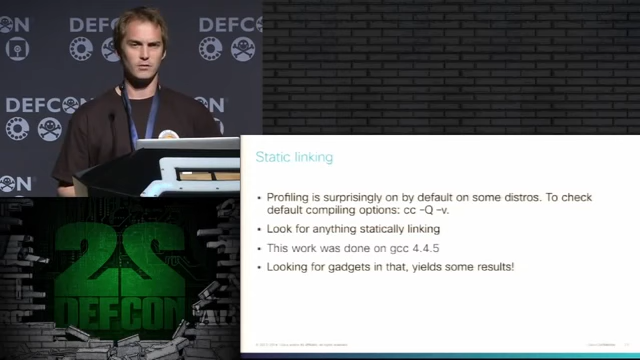 DEFCON
DEFCON
DEFCON
ON
Static linking
• Profiling is surprisingly on by default on some distros. To check
default compiling options: cc –Q –v.
• Look for anything statically linking
• This work was done on gcc 4.4.5
• Looking for gadgets in that, yields some results!
22
DEFCON